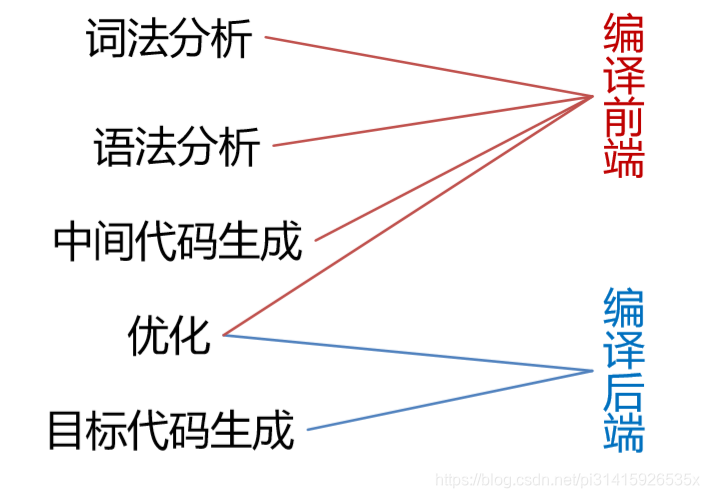 词法分析
语法分析
中间代码生成
优化
目标代码生成
编译前端
编译后端
https://blog.csdn.net/pi31415926535x